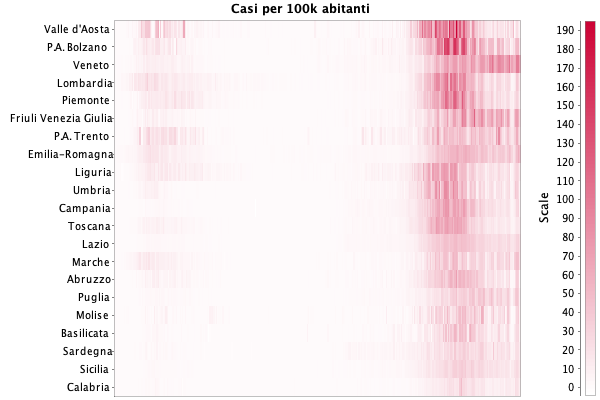 Casi per 100k abitanti
Valle d'Aosta
P.A. Bolzano
Veneto
Lombardia
Piemonte
Friuli Venezia Giulia
P.A. Trento
Emilia-Romagna
Liguria
Umbria
Campania
Toscana
Lazio
Marche
Abruzzo
Puglia
Molise
Basilicata
Sardegna
Sicilia
Calabria
Scale
190
180
170
160
150
140
130
120
110
100
90
80
70
60
50
40
30
20
10
0